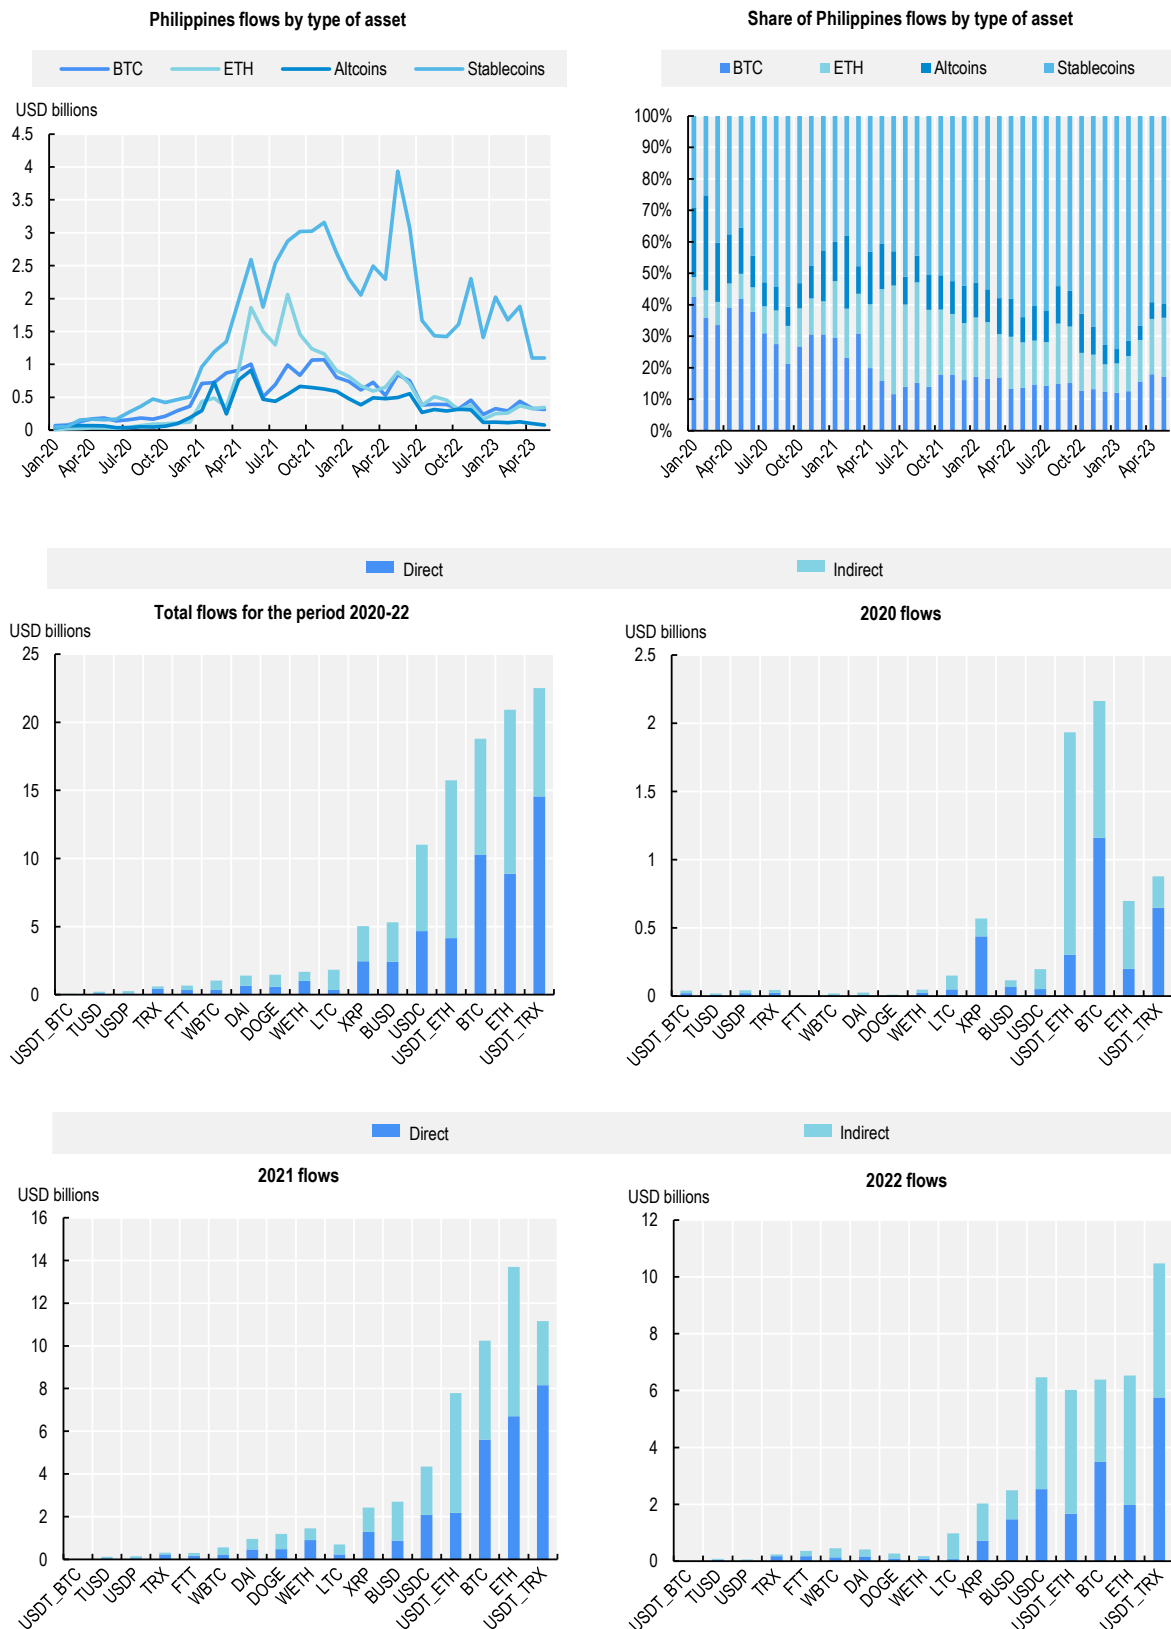 Philippines flows by type of asset
BTC ETH Altcoins Stablecoins
USD billions
4.5
4
3.5
3
2.5
2
1.5
1
0.5
0
Jan-20 Apr-20 Jul-20 Oct-20 Jan-21 Apr-21 Jul-21 Oct-21 Jan-22 Apr-22 Jul-22 Oct-22 Jan-23 Apr-23
Share of Philippines flows by type of asset
BTC ETH Altcoins Stablecoins
100%
90%
80%
70%
60%
50%
40%
30%
20%
10%
0%
Jan-20 Apr-20 Jul-20 Oct-20 Jan-21 Apr-21 Jul-21 Oct-21 Jan-22 Apr-22 Jul-22 Oct-22 Jan-23 Apr-23
Direct Indirect
Total flows for the period 2020-22
USD billions
25
20
15
10
5
0
USDT_BTC TUSD USDP TRX FTT WBTC DAI DOGE WETH LTC XRP BUSD USDC USDT_ETH BTC ETH USDT_TRX
2020 flows
USD billions
2.5
2
1.5
1
0.5
0
USDT_BTC TUSD USDP TRX FTT WBTC DAI DOGE WETH LTC XRP BUSD USDC USDT_ETH BTC ETH USDT_TRX
Direct Indirect
2021 flows
USD billions
16
14
12
10
8
6
4
2
0
USDT_BTC TUSD USDP TRX FTT WBTC DAI DOGE WETH LTC XRP BUSD USDC USDT_ETH BTC ETH USDT_TRX
2022 flows
USD billions
12
10
8
6
4
2
0
USDT_BTC TUSD USDP TRX FTT WBTC DAI DOGE WETH LTC XRP BUSD USDC USDT_ETH BTC ETH USDT_TRX